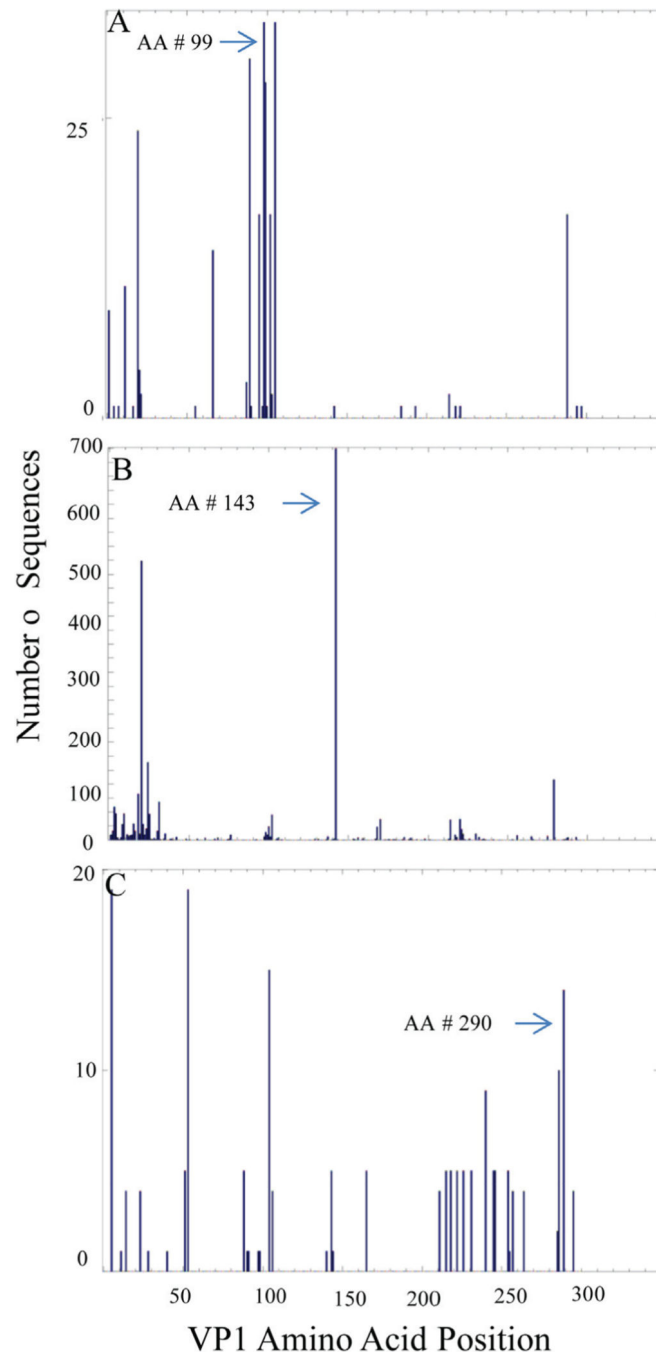 A
AA # 99
25
0
700
B
600
AA # 143
500
400
300
200
100
0
20
C
AA # 290
10
0
50 100 150 200 250 300
Number o Sequences
VP1 Amino Acid Position